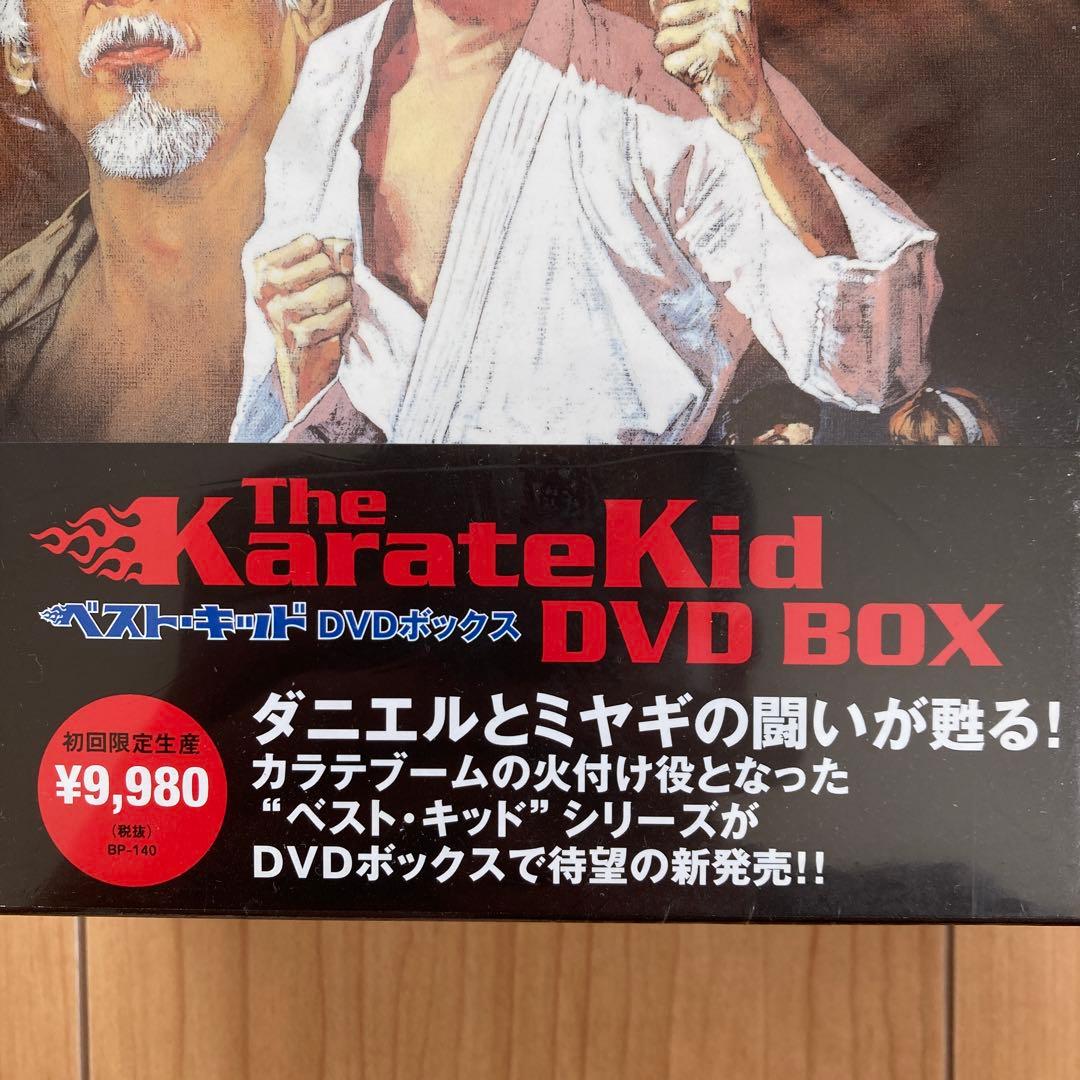 The
KarateKid
ベスト・キッド DVDボックス
DVD BOX
初回限定生産
¥9,980
(税抜)
BP-140
ダニエルとミヤギの闘いが甦る!
カラテブームの火付け役となった
“ベスト・キッド”シリーズが
DVDボックスで待望の新発売!!